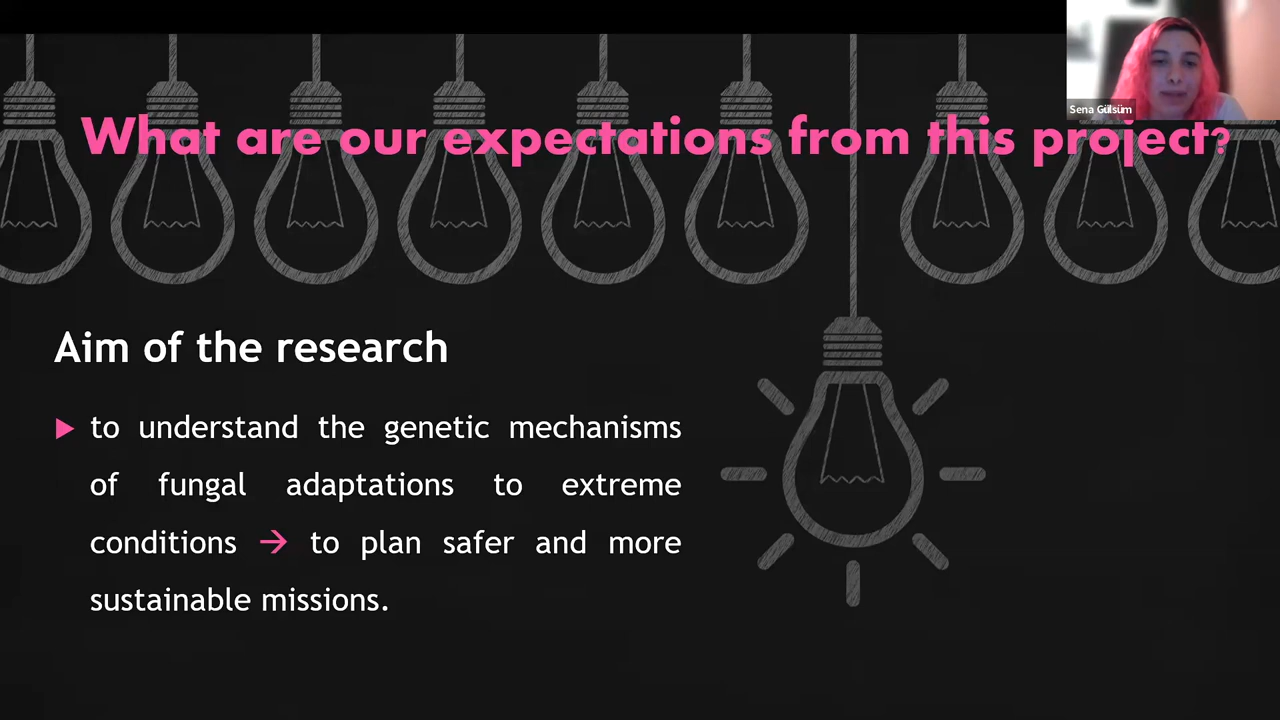 Sena Gülsüm
What are our expectations from this project?
Aim of the research
to understand the genetic mechanisms
of fungal adaptations to extreme
conditions → to plan safer and more
sustainable missions.